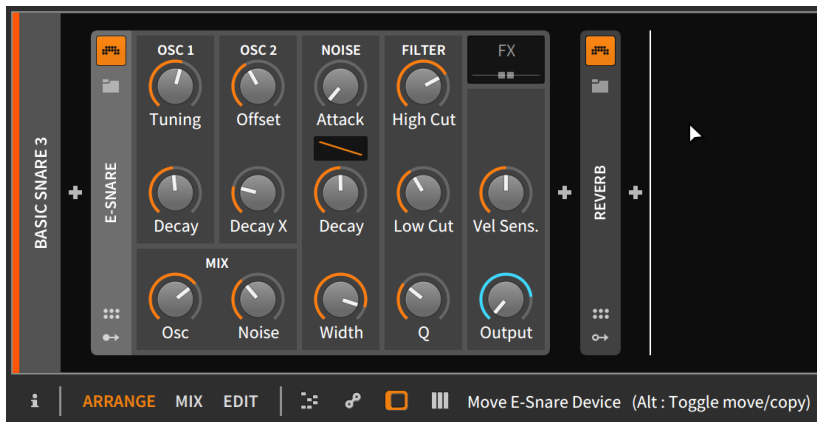 BASIC SNARE 3
E-SNARE
OSC 1 OSC 2 NOISE FILTER FX
Tuning Offset Attack High Cut
Decay Decay X Decay Low Cut Vel Sens.
MIX
Osc Noise Width Q Output
REVERB
i ARRANGE MIX EDIT Move E-Snare Device (Alt : Toggle move/copy)